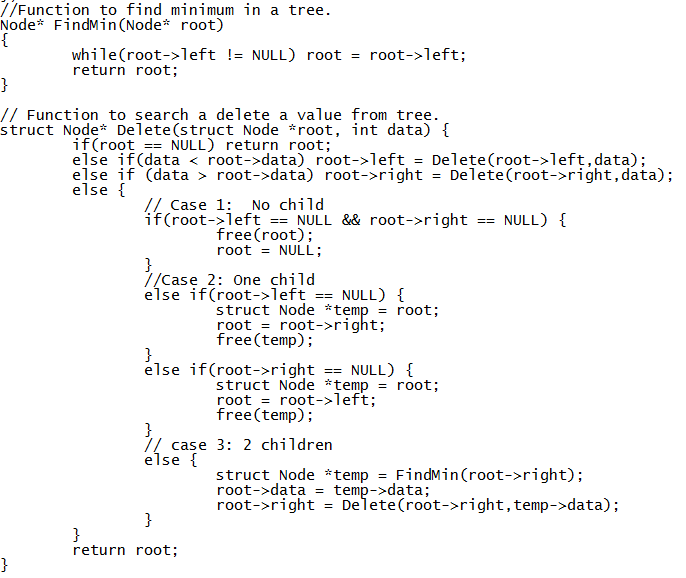 //Function to find minimum in a tree.
Node* FindMin(Node* root)
{
        while(root->left != NULL) root = root->left;
        return root;
}

// Function to search a delete a value from tree.
struct Node* Delete(struct Node *root, int data) {
        if(root == NULL) return root;
        else if(data < root->data) root->left = Delete(root->left,data);
        else if (data > root->data) root->right = Delete(root->right,data);
        else {
                // Case 1:  No child
                if(root->left == NULL && root->right == NULL) {
                        free(root);
                        root = NULL;
                }
                //Case 2: One child
                else if(root->left == NULL) {
                        struct Node *temp = root;
                        root = root->right;
                        free(temp);
                }
                else if(root->right == NULL) {
                        struct Node *temp = root;
                        root = root->left;
                        free(temp);
                }
                // case 3: 2 children
                else {
                        struct Node *temp = FindMin(root->right);
                        root->data = temp->data;
                        root->right = Delete(root->right,temp->data);
                }
        }
        return root;
}